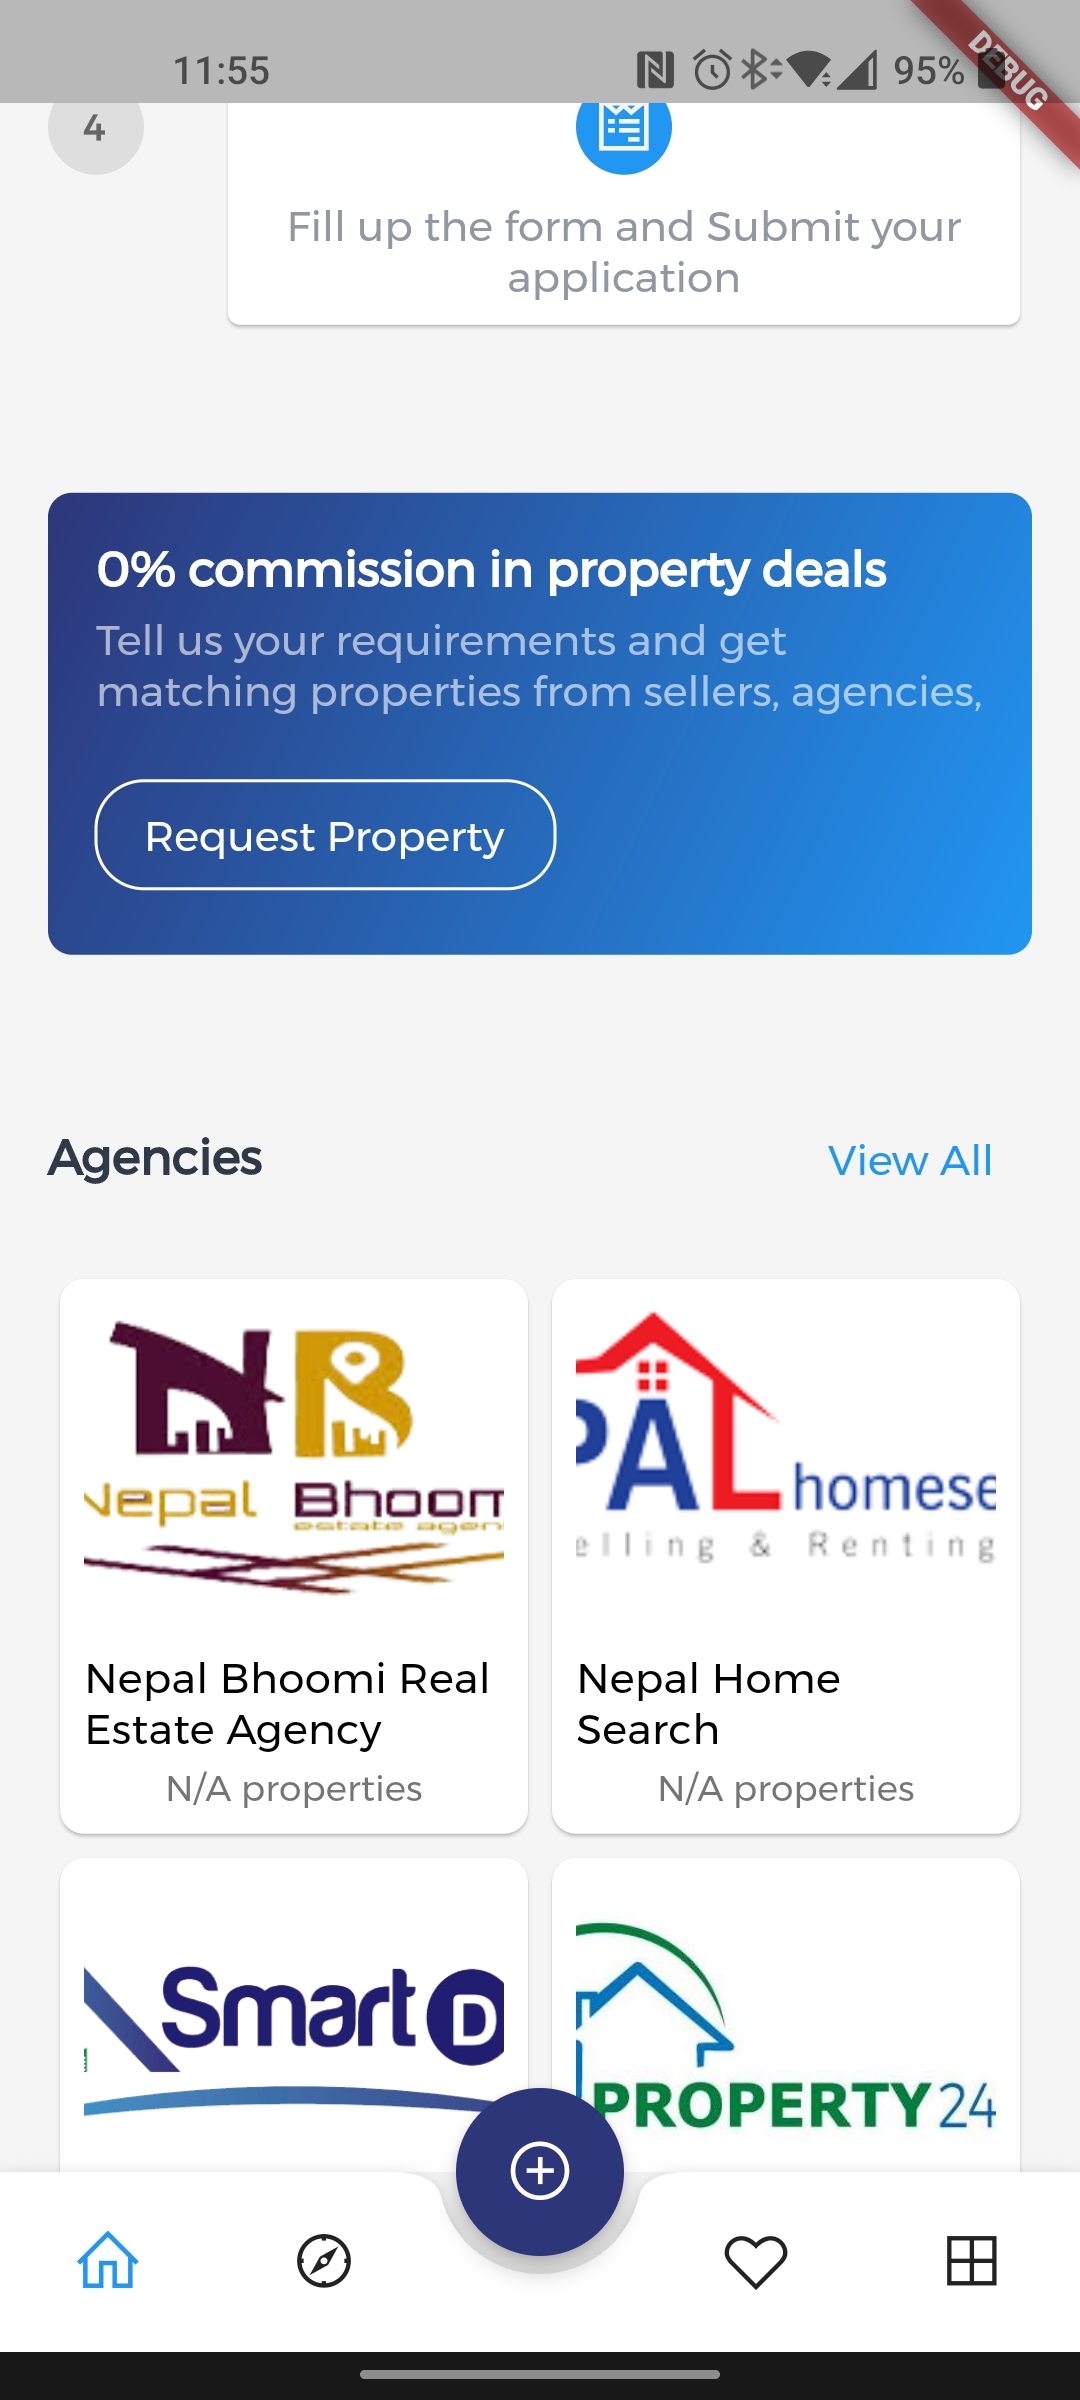 11:55
95%
DEBUG
4
Fill up the form and Submit your
application
0% commission in property deals
Tell us your requirements and get
matching properties from sellers, agencies,
Request Property
Agencies
View All
NB
Nepal Bhoom
estate agen
PAL homese
elling & Renting
Nepal Bhoomi Real
Estate Agency
N/A properties
Nepal Home
Search
N/A properties
Smart D
PROPERTY24